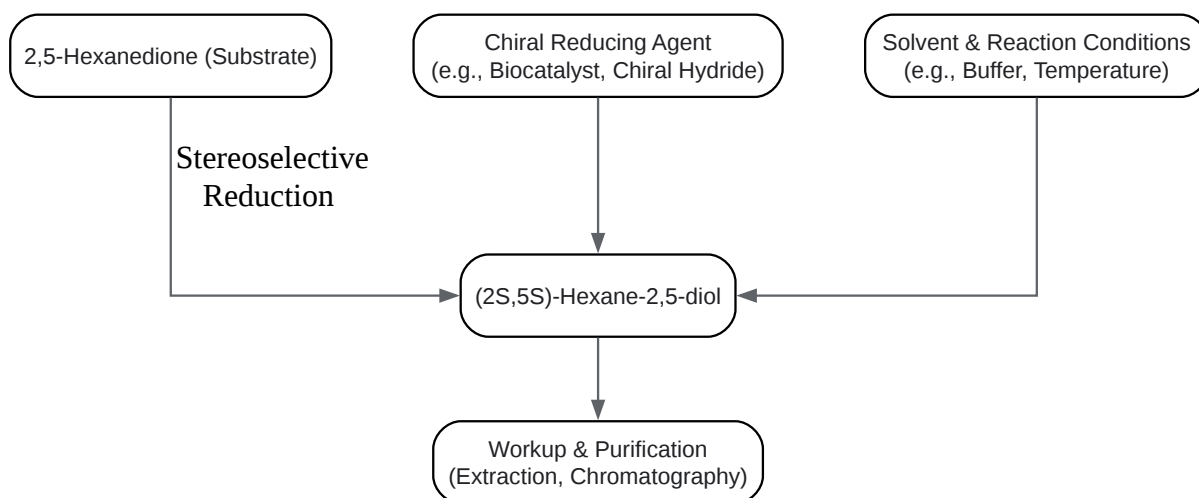 2,5-Hexanedione (Substrate)
Chiral Reducing Agent
(e.g., Biocatalyst, Chiral Hydride)
Solvent & Reaction Conditions
(e.g., Buffer, Temperature)
Stereoselective
Reduction
(2S,5S)-Hexane-2,5-diol
Workup & Purification
(Extraction, Chromatography)